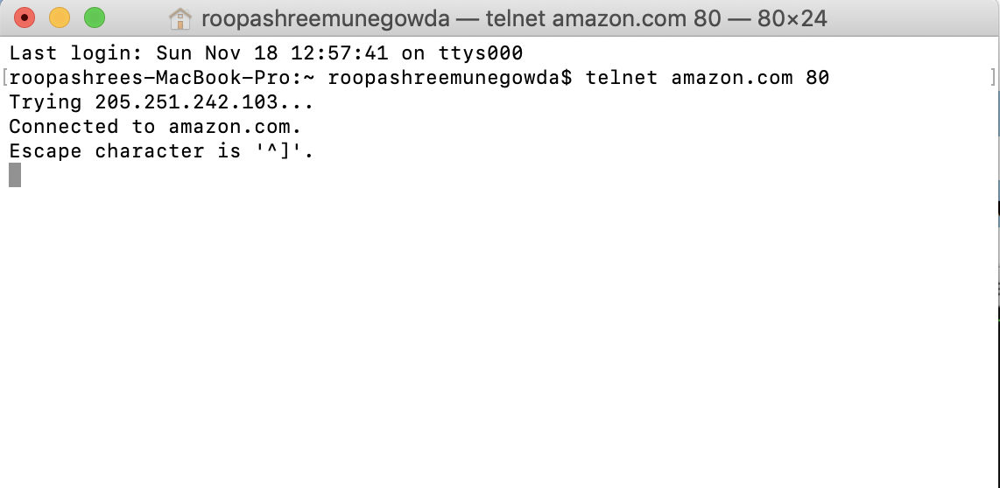 roopashreemunegowda — telnet amazon.com 80 — 80×24
Last login: Sun Nov 18 12:57:41 on ttys000
[roopashrees-MacBook-Pro:~ roopashreemunegowda$ telnet amazon.com 80 ]
Trying 205.251.242.103...
Connected to amazon.com.
Escape character is '^]'.